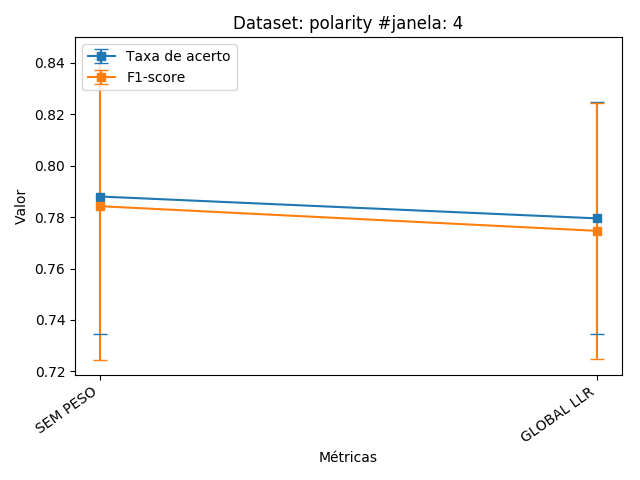 Dataset: polarity #janela: 4
Taxa de acerto
F1-score
0.84
0.82
0.80
0.78
0.76
0.74
0.72
Valor
SEM PESO
GLOBAL LLR
Métricas